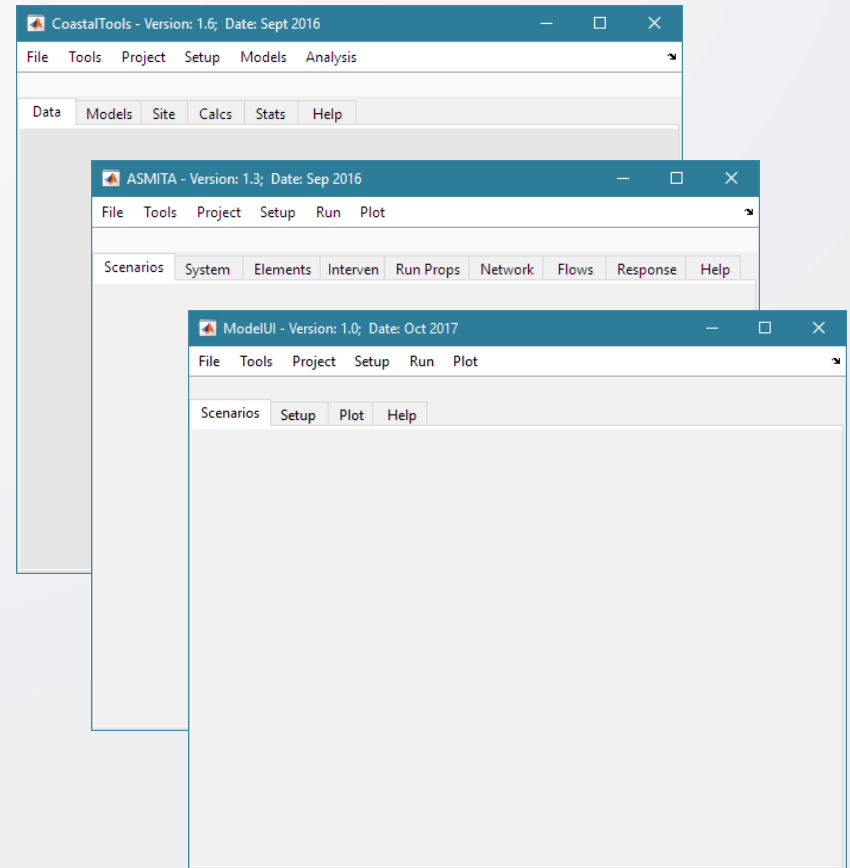 CoastalTools - Version: 1.6; Date: Sept 2016
File Tools Project Setup Models Analysis
Data Models Site Calcs Stats Help
ASMITA - Version: 1.3; Date: Sep 2016
File Tools Project Setup Run Plot
Scenarios System Elements Interven Run Props Network Flows Response Help
ModelUI - Version: 1.0; Date: Oct 2017
File Tools Project Setup Run Plot
Scenarios Setup Plot Help